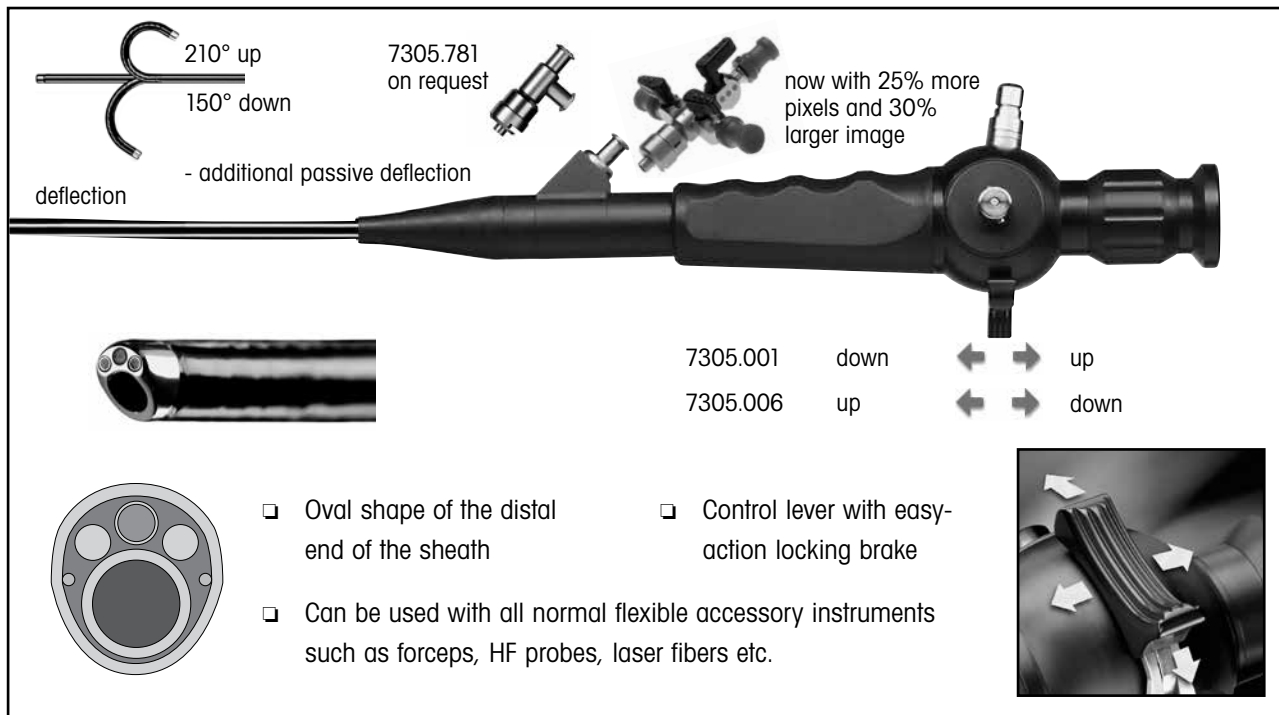 210° up
150° down
7305.781
on request
now with 25% more
pixels and 30%
larger image
- additional passive deflection
deflection
7305.001 down up
7305.006 up down
❏ Oval shape of the distal
end of the sheath
❏ Control lever with easy-
action locking brake
❏ Can be used with all normal flexible accessory instruments
such as forceps, HF probes, laser fibers etc.